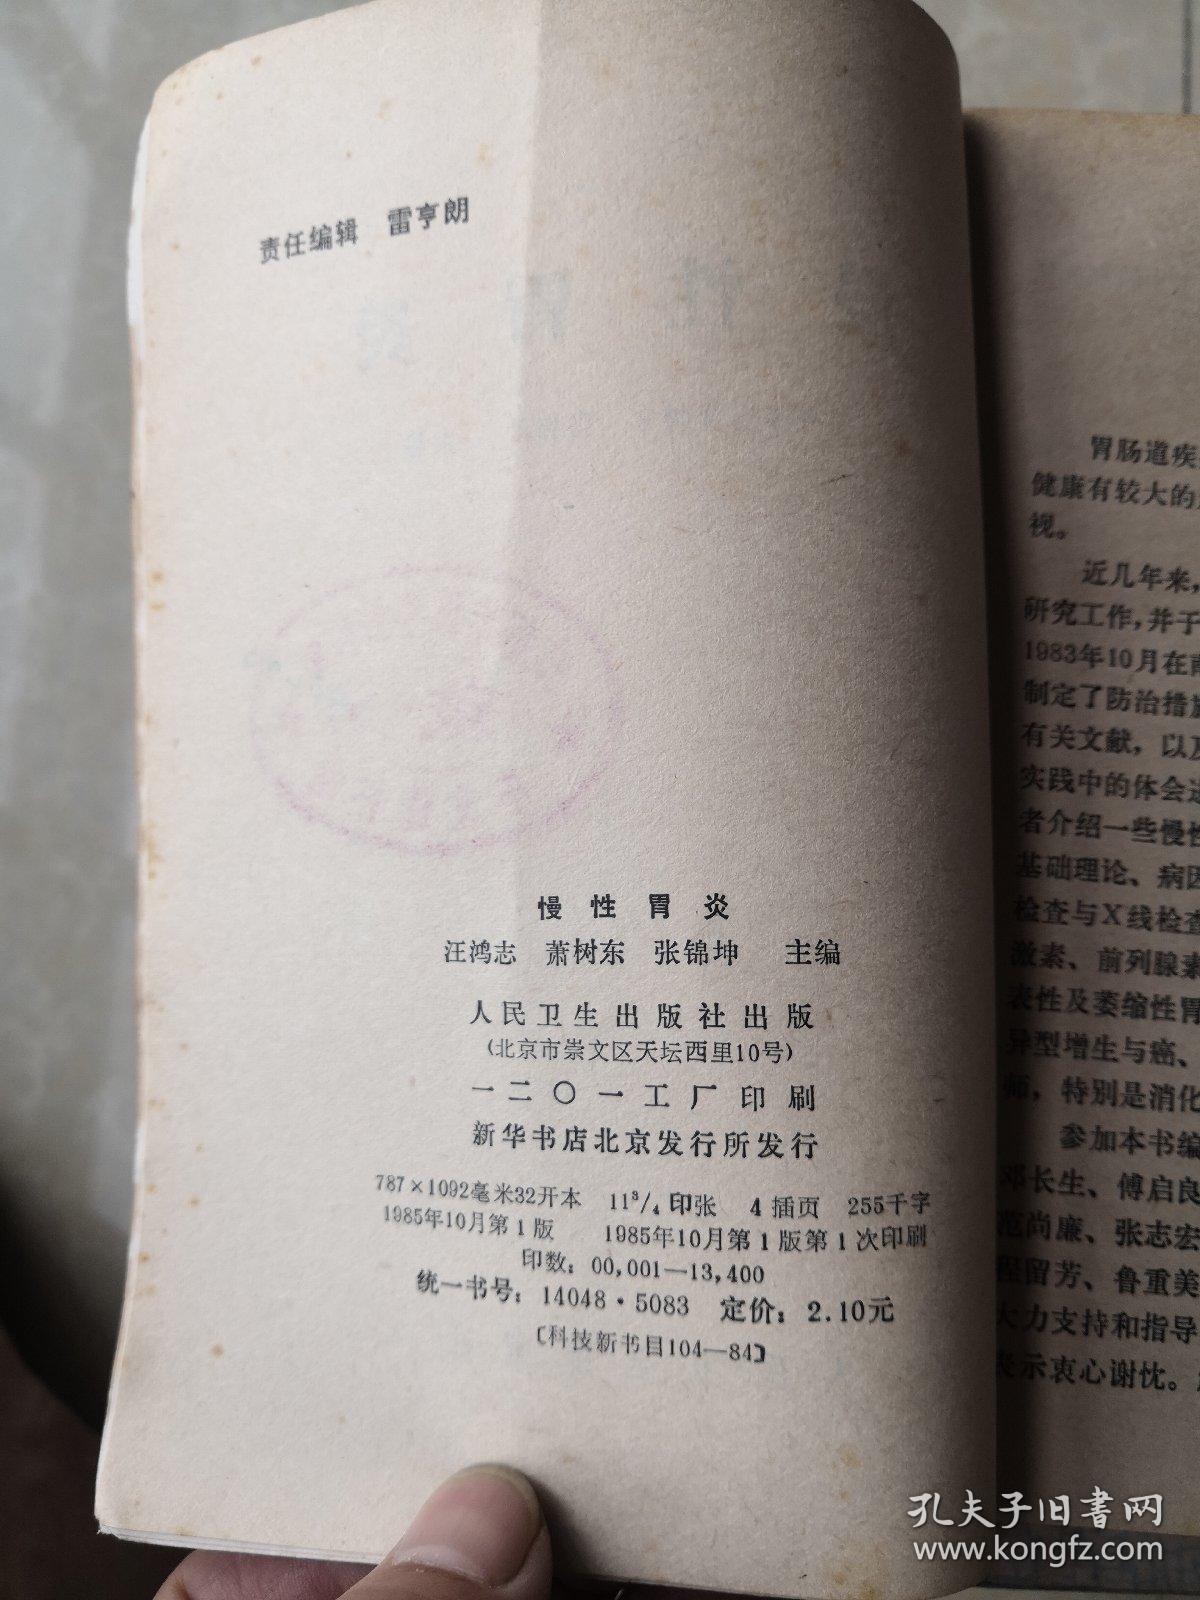 责任编辑 雷亨朗
慢性胃炎
汪鸿志 萧树东 张锦坤 主编
人民卫生出版社出版
(北京市崇文区天坛西里10号)
一二〇一工厂印刷
新华书店北京发行所发行
787×1092毫米32开本 11³/₄印张 4插页 255千字
1985年10月第1版 1985年10月第1版第1次印刷
印数：00,001—13,400
统一书号：14048·5083 定价：2.10元
〔科技新书目104—84〕
胃肠道疾
健康有较大的
视。
近几年来，
研究工作，并于
1983年10月在
制定了防治措施
有关文献，以及
实践中的体会
者介绍一些慢性
基础理论、病因
检查与X线检查
激素、前列腺素
表性及萎缩性胃
异型增生与癌、
师，特别是消化
参加本书编
邓长生、傅启良
范尚廉、张志宏
程留芳、鲁重美
大力支持和指导
表示衷心谢忱。
孔夫子旧书网
www.kongfz.com